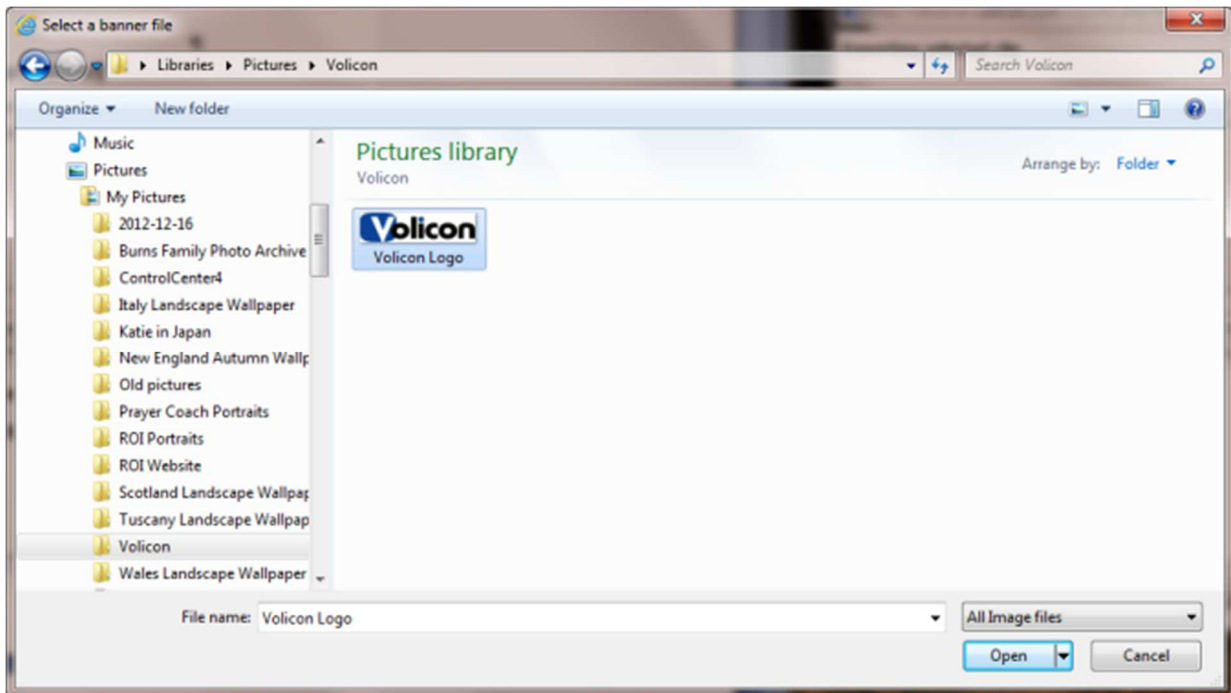 Select a banner file
Libraries Pictures Volicon
Search Volicon
Organize New folder
Music
Pictures
My Pictures
2012-12-16
Burns Family Photo Archive
ControlCenter4
Italy Landscape Wallpaper
Katie in Japan
New England Autumn Wallp
Old pictures
Prayer Coach Portraits
ROI Portraits
ROI Website
Scotland Landscape Wallpap
Tuscany Landscape Wallpap
Volicon
Wales Landscape Wallpaper
Pictures library
Volicon
Arrange by: Folder
Volicon
Volicon Logo
File name: Volicon Logo
All Image files
Open Cancel